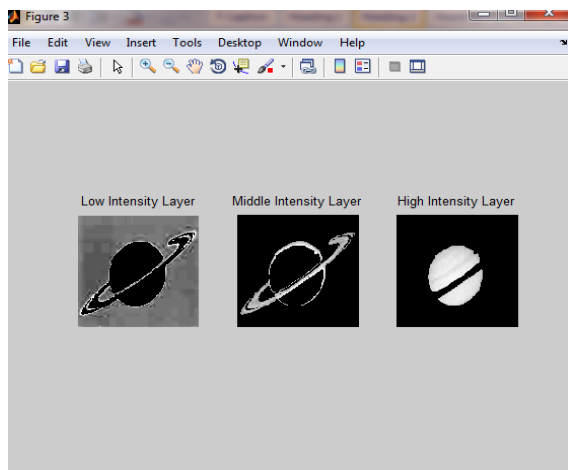 Figure 3
File Edit View Insert Tools Desktop Window Help
Low Intensity Layer Middle Intensity Layer High Intensity Layer